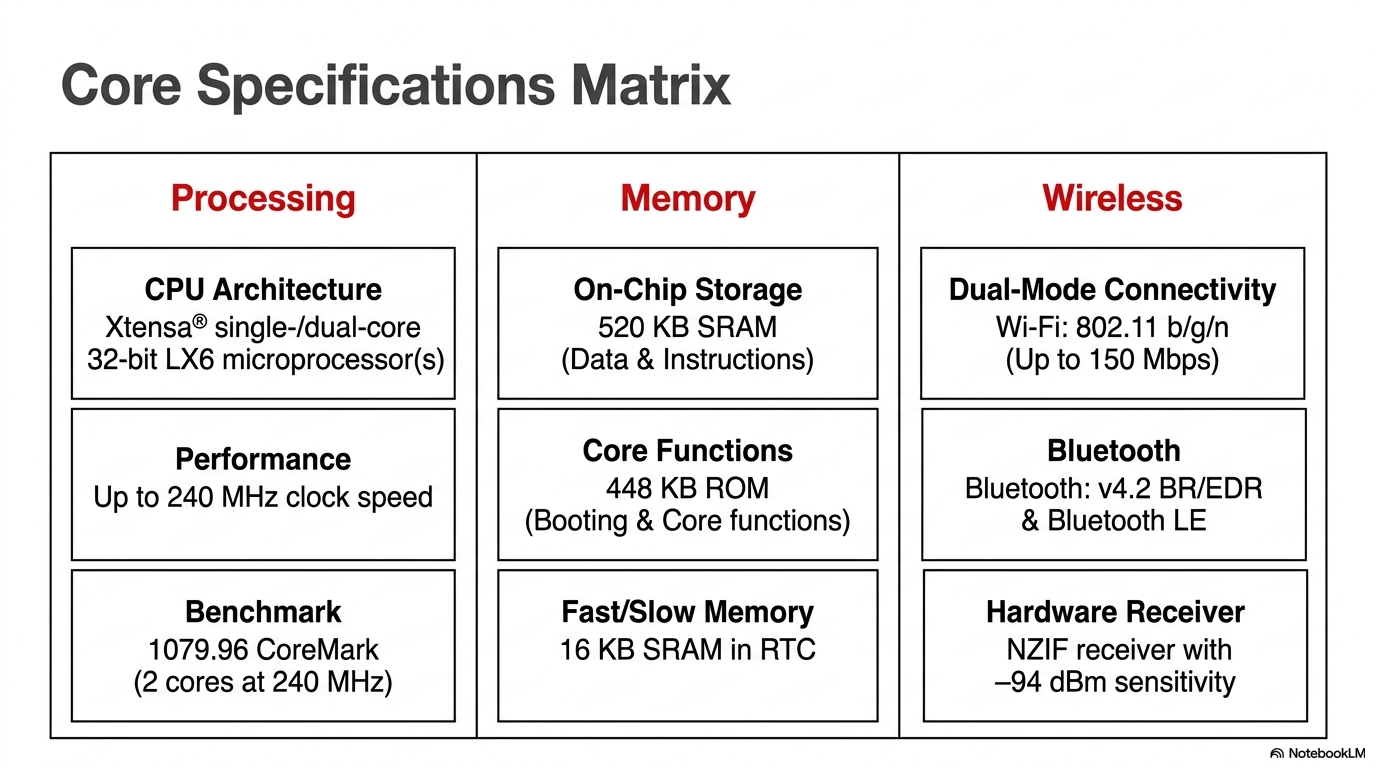 Core Specifications Matrix
Processing
CPU Architecture
Xtensa® single-/dual-core
32-bit LX6 microprocessor(s)
Performance
Up to 240 MHz clock speed
Benchmark
1079.96 CoreMark
(2 cores at 240 MHz)
Memory
On-Chip Storage
520 KB SRAM
(Data & Instructions)
Core Functions
448 KB ROM
(Booting & Core functions)
Fast/Slow Memory
16 KB SRAM in RTC
Wireless
Dual-Mode Connectivity
Wi-Fi: 802.11 b/g/n
(Up to 150 Mbps)
Bluetooth
Bluetooth: v4.2 BR/EDR
& Bluetooth LE
Hardware Receiver
NZIF receiver with
–94 dBm sensitivity
NotebookLM